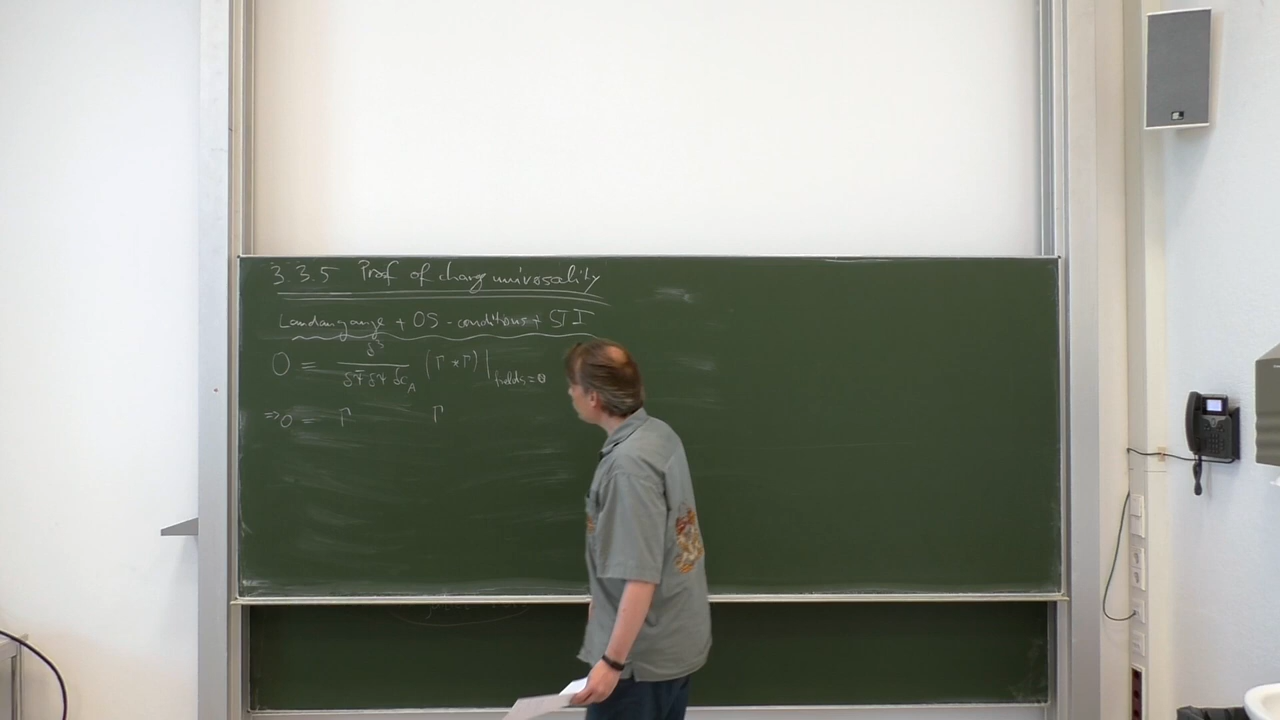 3.3.5 Proof of charge universality
Landau gauge + OS-conditions + STI
0 = δ³ / δψ̄ δψ δc_A (Γ * Γ) | fields=0
⇒ 0 = Γ Γ